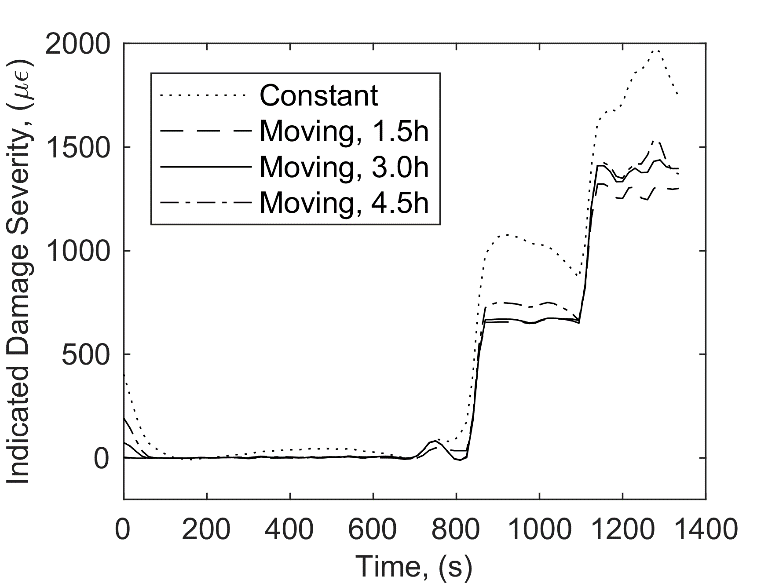 2000
1500
1000
500
0
Indicated Damage Severity, (με)
Constant
Moving, 1.5h
Moving, 3.0h
Moving, 4.5h
0 200 400 600 800 1000 1200 1400
Time, (s)